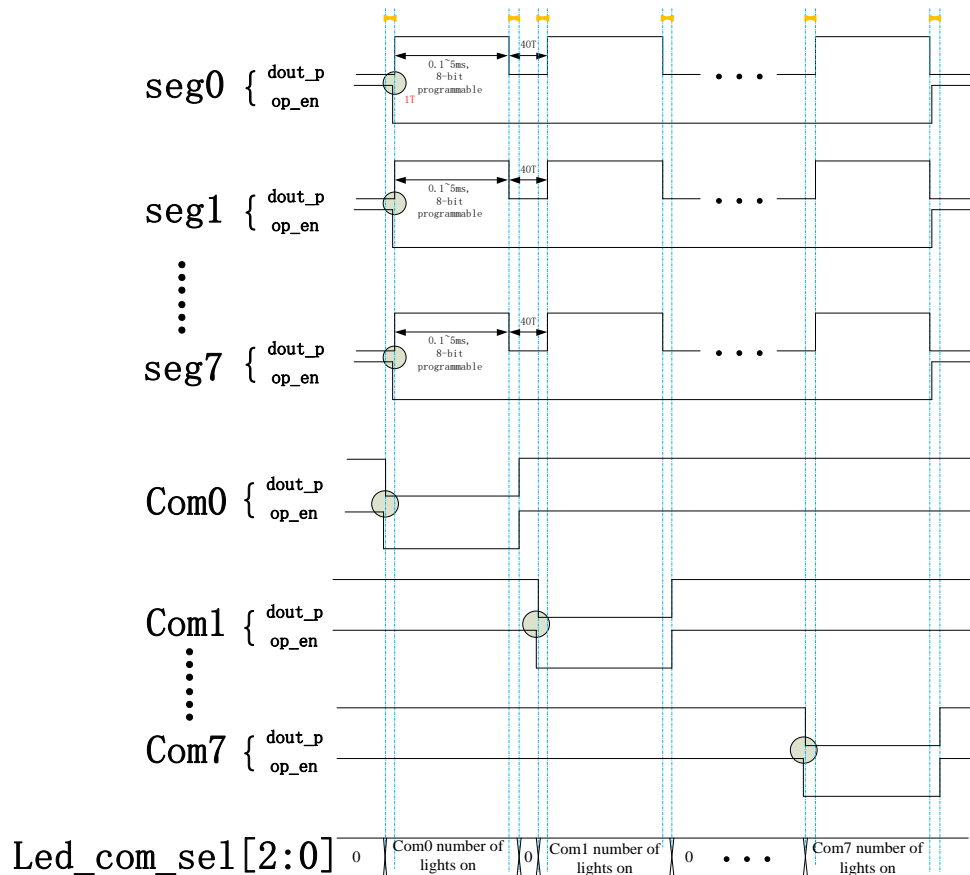 40T
seg0 { dout_p
op_en
0.1~5ms,
8-bit
programmable
1T
• • •
40T
seg1 { dout_p
op_en
0.1~5ms,
8-bit
programmable
• • •
40T
seg7 { dout_p
op_en
0.1~5ms,
8-bit
programmable
• • •
Com0 { dout_p
op_en
Com1 { dout_p
op_en
Com7 { dout_p
op_en
Led_com_sel[2:0]
0
Com0 number of
lights on
0
Com1 number of
lights on
0
• • •
Com7 number of
lights on